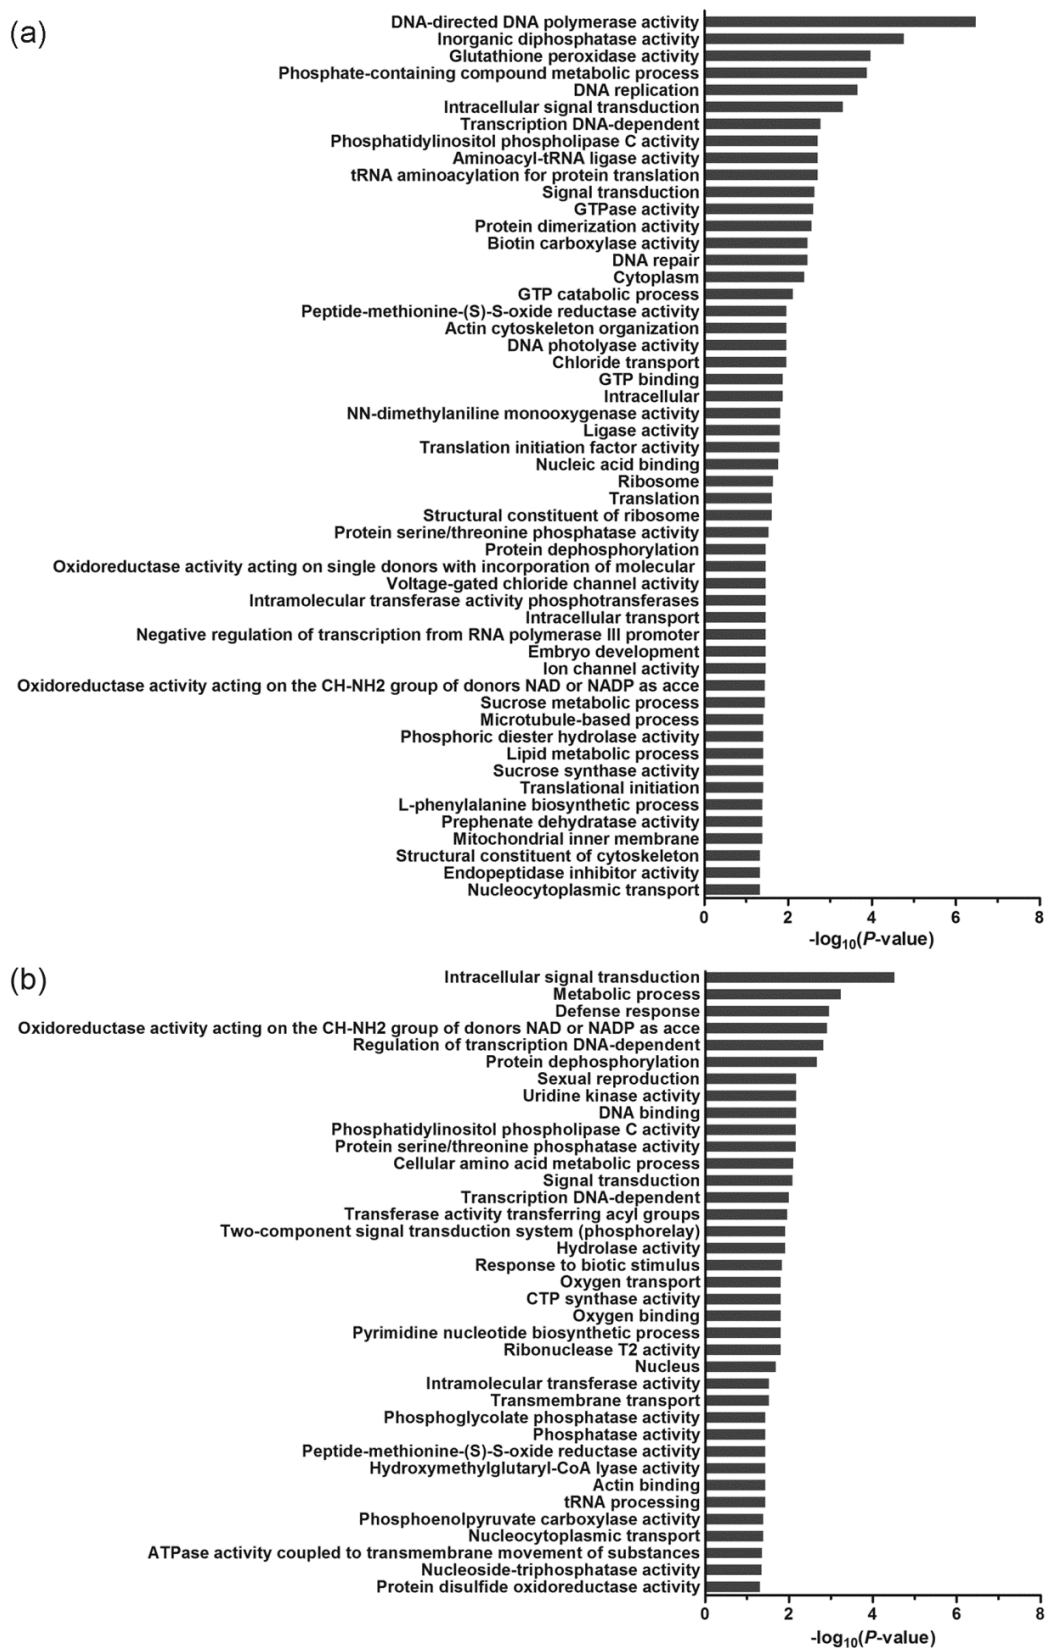 (a)
DNA-directed DNA polymerase activity
Inorganic diphosphatase activity
Glutathione peroxidase activity
Phosphate-containing compound metabolic process
DNA replication
Intracellular signal transduction
Transcription DNA-dependent
Phosphatidylinositol phospholipase C activity
Aminoacyl-tRNA ligase activity
tRNA aminoacylation for protein translation
Signal transduction
GTPase activity
Protein dimerization activity
Biotin carboxylase activity
DNA repair
Cytoplasm
GTP catabolic process
Peptide-methionine-(S)-S-oxide reductase activity
Actin cytoskeleton organization
DNA photolyase activity
Chloride transport
GTP binding
Intracellular
NN-dimethylaniline monooxygenase activity
Ligase activity
Translation initiation factor activity
Nucleic acid binding
Ribosome
Translation
Structural constituent of ribosome
Protein serine/threonine phosphatase activity
Protein dephosphorylation
Oxidoreductase activity acting on single donors with incorporation of molecular
Voltage-gated chloride channel activity
Intramolecular transferase activity phosphotransferases
Intracellular transport
Negative regulation of transcription from RNA polymerase III promoter
Embryo development
Ion channel activity
Oxidoreductase activity acting on the CH-NH2 group of donors NAD or NADP as acce
Sucrose metabolic process
Microtubule-based process
Phosphoric diester hydrolase activity
Lipid metabolic process
Sucrose synthase activity
Translational initiation
L-phenylalanine biosynthetic process
Prephenate dehydratase activity
Mitochondrial inner membrane
Structural constituent of cytoskeleton
Endopeptidase inhibitor activity
Nucleocytoplasmic transport
0 2 4 6 8
-log10(P-value)
(b)
Intracellular signal transduction
Metabolic process
Defense response
Oxidoreductase activity acting on the CH-NH2 group of donors NAD or NADP as acce
Regulation of transcription DNA-dependent
Protein dephosphorylation
Sexual reproduction
Uridine kinase activity
DNA binding
Phosphatidylinositol phospholipase C activity
Protein serine/threonine phosphatase activity
Cellular amino acid metabolic process
Signal transduction
Transcription DNA-dependent
Transferase activity transferring acyl groups
Two-component signal transduction system (phosphorelay)
Hydrolase activity
Response to biotic stimulus
Oxygen transport
CTP synthase activity
Oxygen binding
Pyrimidine nucleotide biosynthetic process
Ribonuclease T2 activity
Nucleus
Intramolecular transferase activity
Transmembrane transport
Phosphoglycolate phosphatase activity
Phosphatase activity
Peptide-methionine-(S)-S-oxide reductase activity
Hydroxymethylglutaryl-CoA lyase activity
Actin binding
tRNA processing
Phosphoenolpyruvate carboxylase activity
Nucleocytoplasmic transport
ATPase activity coupled to transmembrane movement of substances
Nucleoside-triphosphatase activity
Protein disulfide oxidoreductase activity
0 2 4 6 8
-log10(P-value)